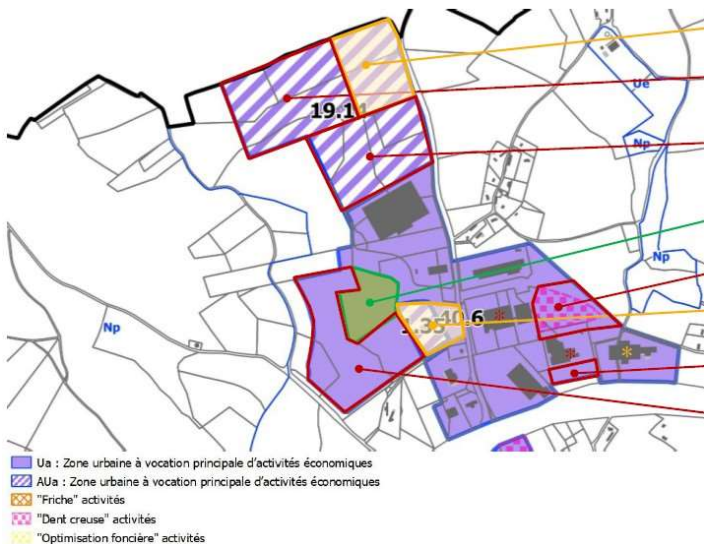 Ue
19.1
Np
Np
40.6
Np
Ua : Zone urbaine à vocation principale d'activités économiques
AUa : Zone urbaine à vocation principale d'activités économiques
"Friche" activités
"Dent creuse" activités
"Optimisation foncière" activités